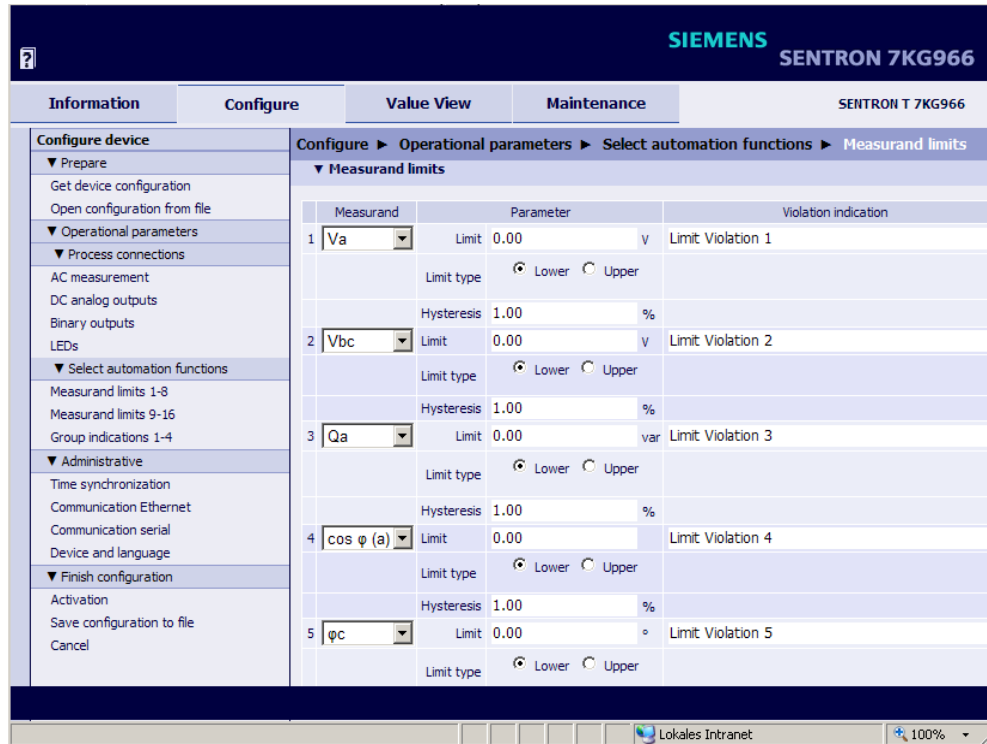 ?
SIEMENS
SENTRON 7KG966
Information Configure Value View Maintenance SENTRON T 7KG966
Configure device
▼ Prepare
Get device configuration
Open configuration from file
▼ Operational parameters
▼ Process connections
AC measurement
DC analog outputs
Binary outputs
LEDs
▼ Select automation functions
Measurand limits 1-8
Measurand limits 9-16
Group indications 1-4
▼ Administrative
Time synchronization
Communication Ethernet
Communication serial
Device and language
▼ Finish configuration
Activation
Save configuration to file
Cancel
Configure ► Operational parameters ► Select automation functions ► Measurand limits
▼ Measurand limits
Measurand Parameter Violation indication
1 Va Limit 0.00 V Limit Violation 1
Limit type Lower Upper
Hysteresis 1.00 %
2 Vbc Limit 0.00 V Limit Violation 2
Limit type Lower Upper
Hysteresis 1.00 %
3 Qa Limit 0.00 var Limit Violation 3
Limit type Lower Upper
Hysteresis 1.00 %
4 cos φ (a) Limit 0.00 Limit Violation 4
Limit type Lower Upper
Hysteresis 1.00 %
5 φc Limit 0.00 ° Limit Violation 5
Limit type Lower Upper
Lokales Intranet 100%